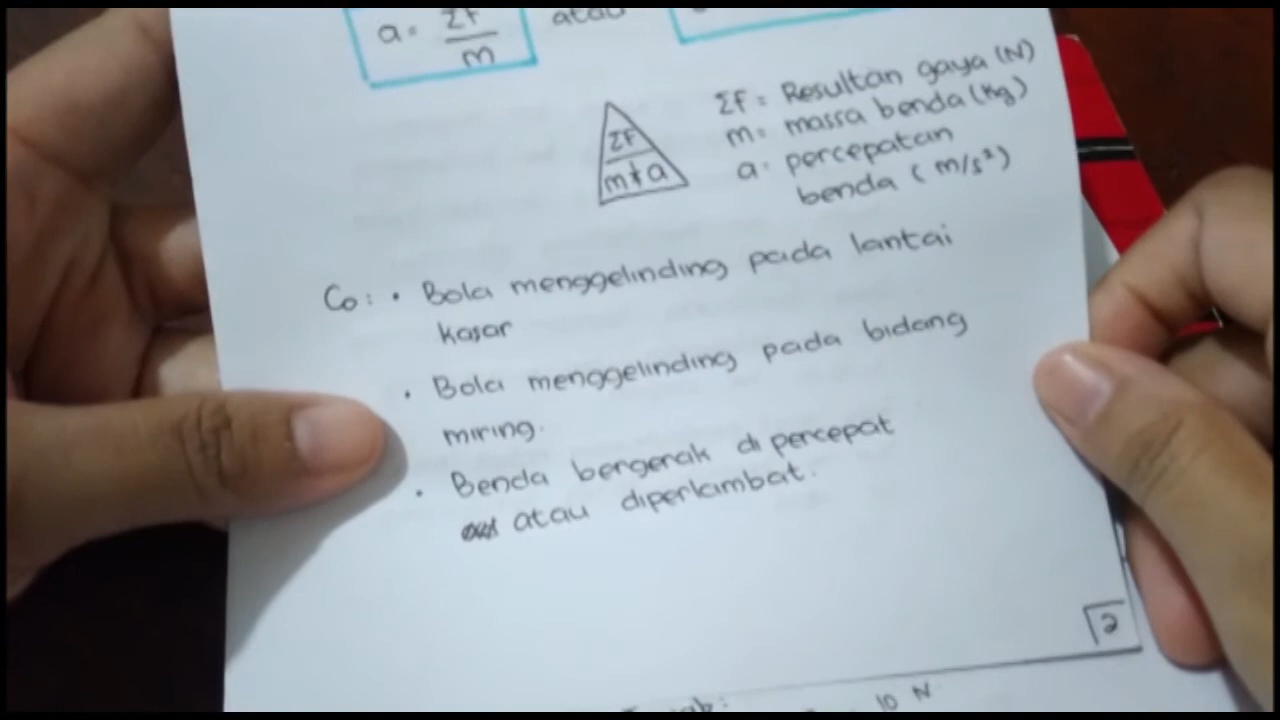 a = ΣF / m atau
ΣF
m * a
ΣF = Resultan gaya (N)
m = massa benda (kg)
a = percepatan
benda (m/s²)
Co : • Bola menggelinding pada lantai
kasar
• Bola menggelinding pada bidang
miring.
• Benda bergerak di percepat
atau diperlambat.
2
10 N